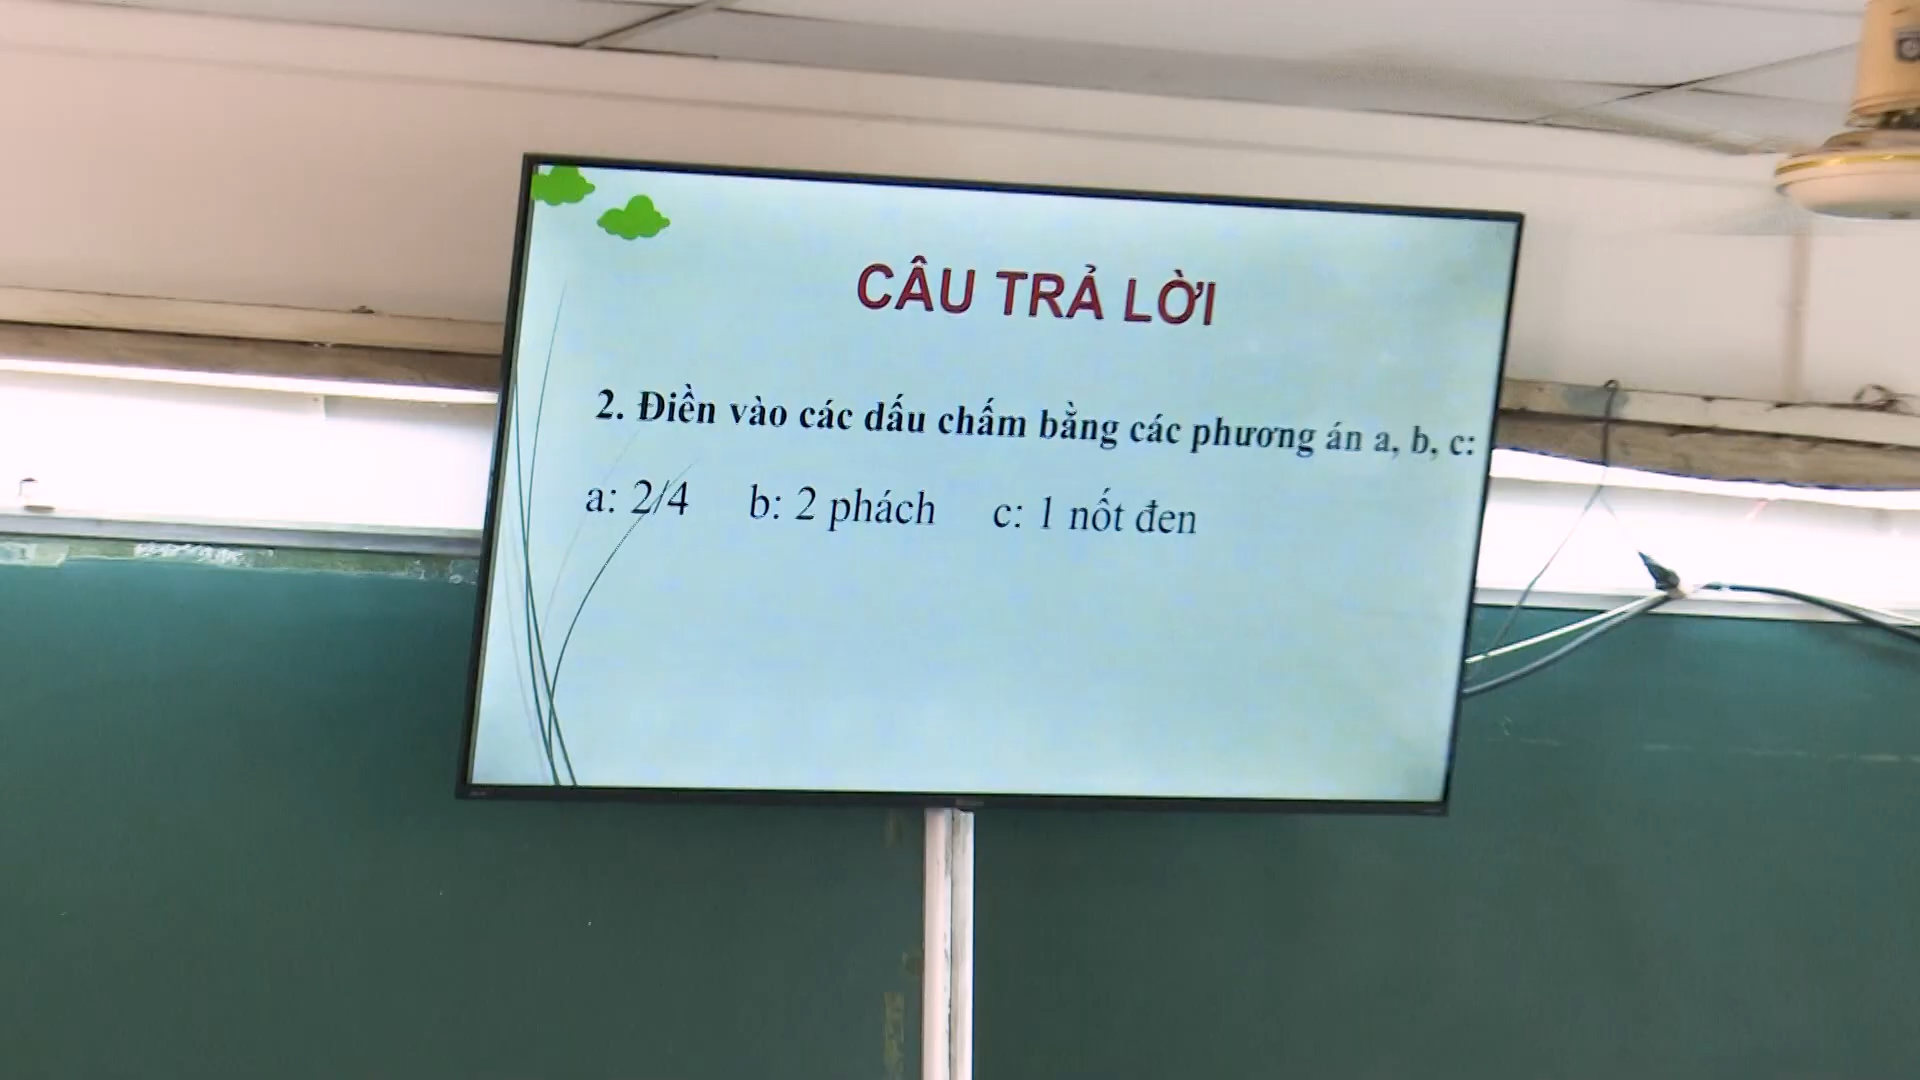 CÂU TRẢ LỜI
2. Điền vào các dấu chấm bằng các phương án a, b, c:
a: 2/4 b: 2 phách c: 1 nốt đen